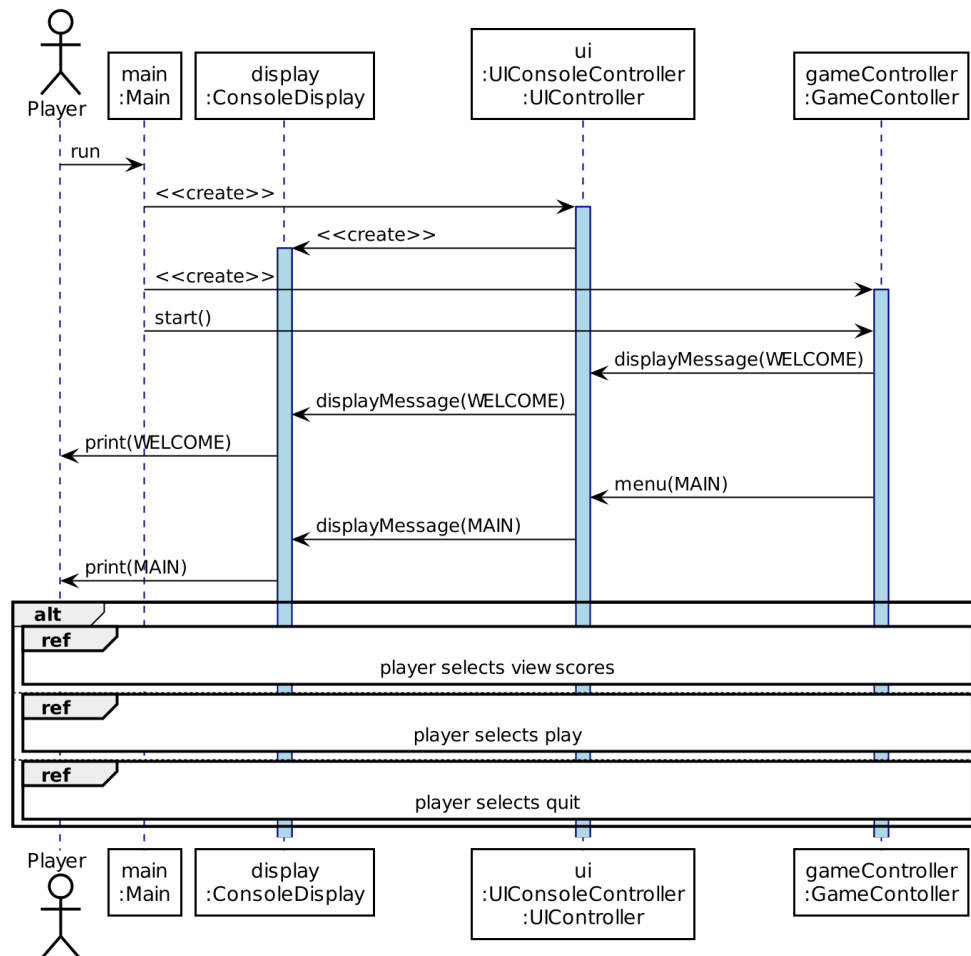 Player
main
:Main
display
:ConsoleDisplay
ui
:UIConsoleController
:UIController
gameController
:GameContoller
run
<<create>>
<<create>>
<<create>>
start()
displayMessage(WELCOME)
displayMessage(WELCOME)
print(WELCOME)
menu(MAIN)
displayMessage(MAIN)
print(MAIN)
alt
ref
player selects view scores
ref
player selects play
ref
player selects quit
Player
main
:Main
display
:ConsoleDisplay
ui
:UIConsoleController
:UIController
gameController
:GameContoller